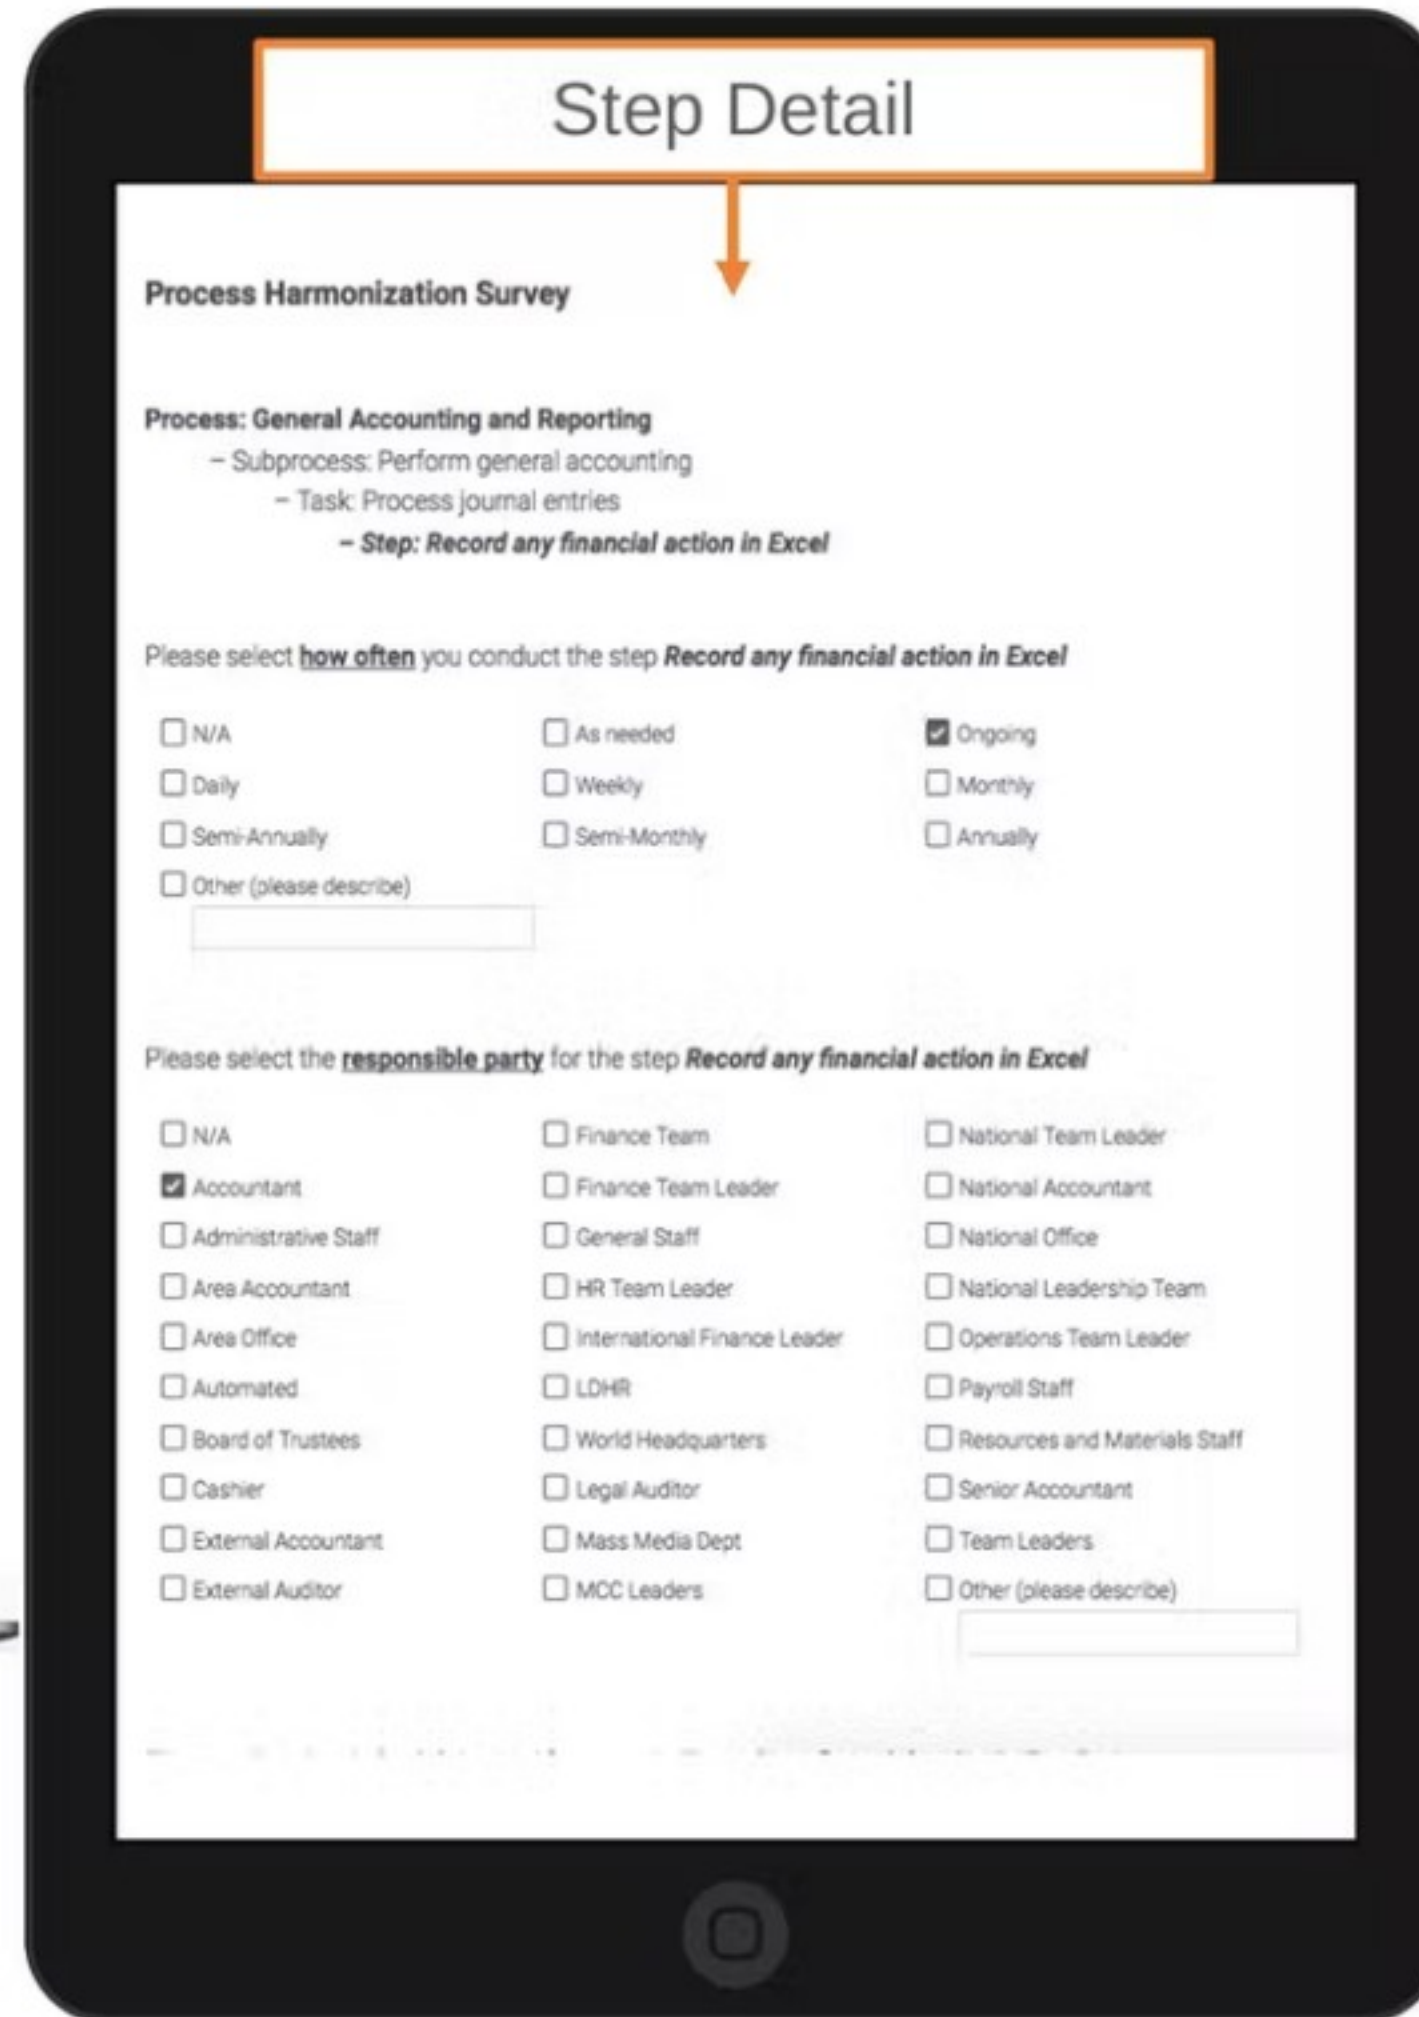 Step Detail
Process Harmonization Survey
Process: General Accounting and Reporting
– Subprocess: Perform general accounting
– Task: Process journal entries
– Step: Record any financial action in Excel
Please select how often you conduct the step Record any financial action in Excel
N/A As needed Ongoing
Daily Weekly Monthly
Semi-Annually Semi-Monthly Annually
Other (please describe)
Please select the responsible party for the step Record any financial action in Excel
N/A Finance Team National Team Leader
Accountant Finance Team Leader National Accountant
Administrative Staff General Staff National Office
Area Accountant HR Team Leader National Leadership Team
Area Office International Finance Leader Operations Team Leader
Automated LDHR Payroll Staff
Board of Trustees World Headquarters Resources and Materials Staff
Cashier Legal Auditor Senior Accountant
External Accountant Mass Media Dept Team Leaders
External Auditor MCC Leaders Other (please describe)